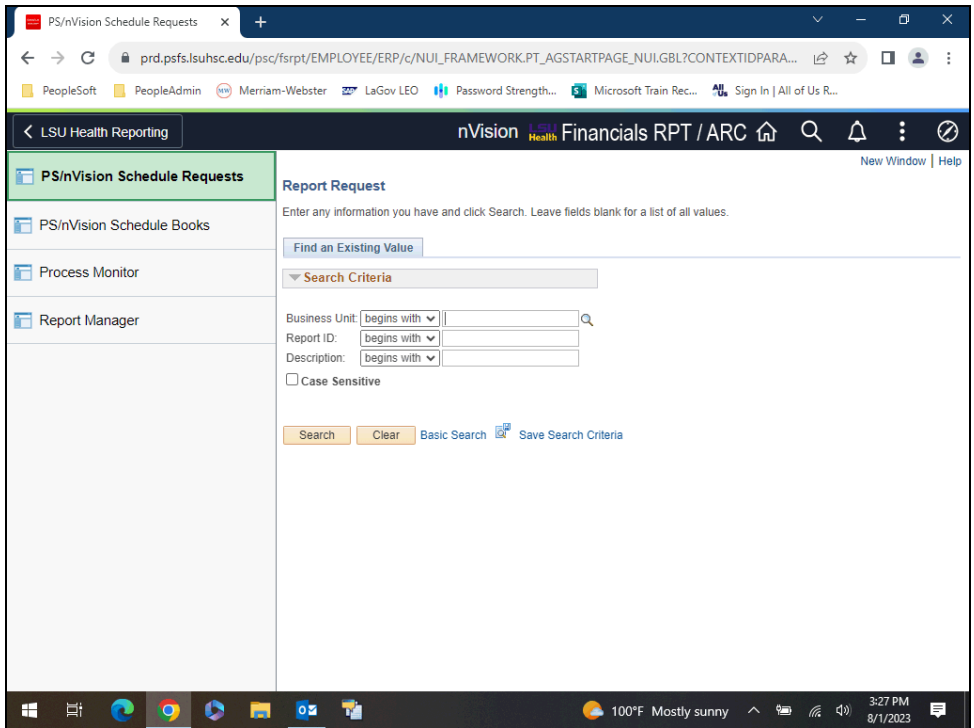 PS/nVision Schedule Requests
prd.psfs.lsuhsc.edu/psc/fsrpt/EMPLOYEE/ERP/c/NUI_FRAMEWORK.PT_AGSTARTPAGE_NUI.GBL?CONTEXTIDPARA...
PeopleSoft PeopleAdmin Merriam-Webster LaGov LEO Password Strength... Microsoft Train Rec... Sign In | All of Us R...
LSU Health Reporting nVision LSU Health Financials RPT / ARC
New Window | Help
PS/nVision Schedule Requests
PS/nVision Schedule Books
Process Monitor
Report Manager
Report Request
Enter any information you have and click Search. Leave fields blank for a list of all values.
Find an Existing Value
Search Criteria
Business Unit: begins with
Report ID: begins with
Description: begins with
Case Sensitive
Search Clear Basic Search Save Search Criteria
100°F Mostly sunny 3:27 PM
8/1/2023